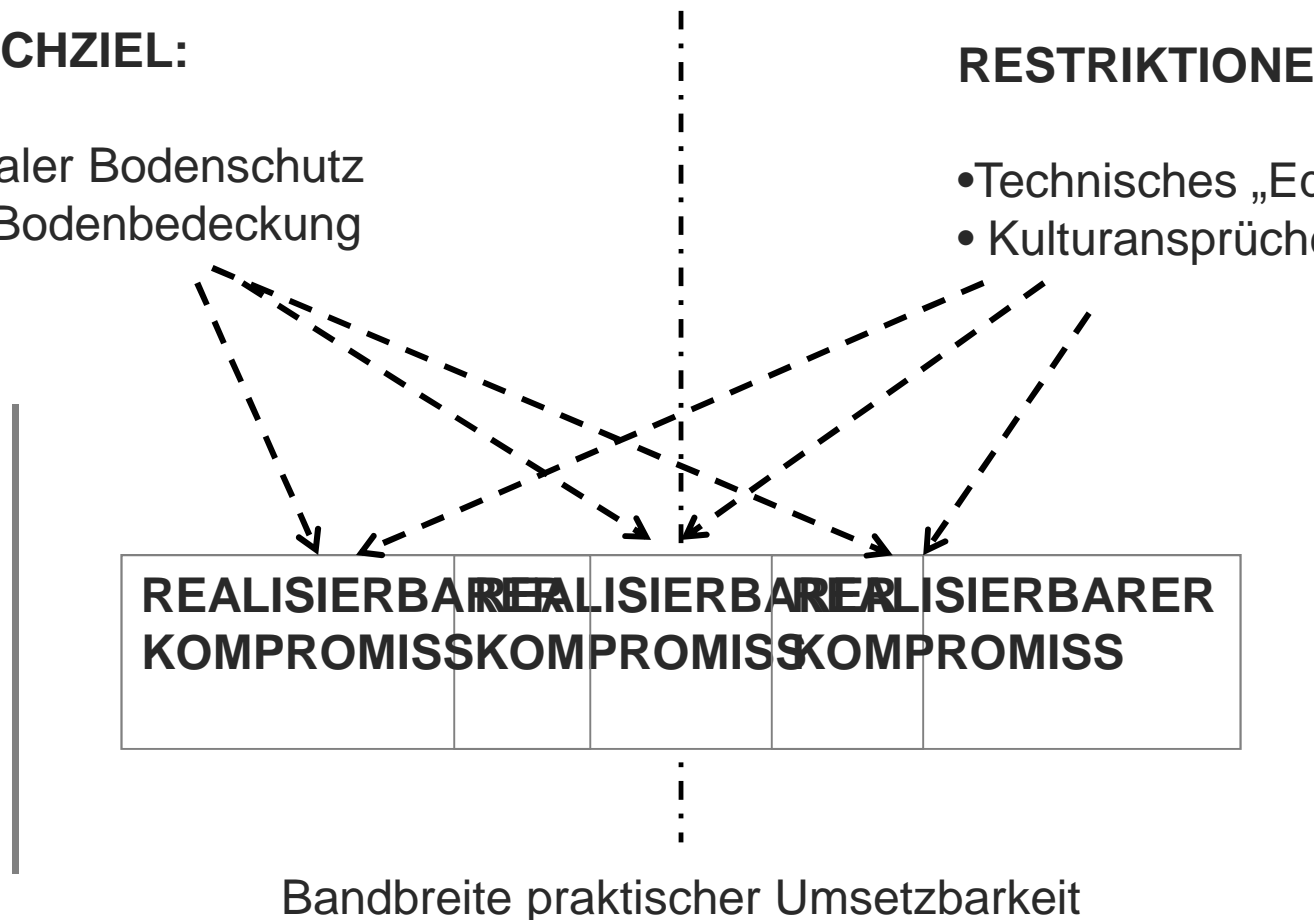 CHZIEL:
aler Bodenschutz
Bodenbedeckung
RESTRIKTIONE
•Technisches „Ec
• Kulturansprüche
REALISIERBARER
KOMPROMISS
REALISIERBARER
KOMPROMISS
REALISIERBARER
KOMPROMISS
Bandbreite praktischer Umsetzbarkeit